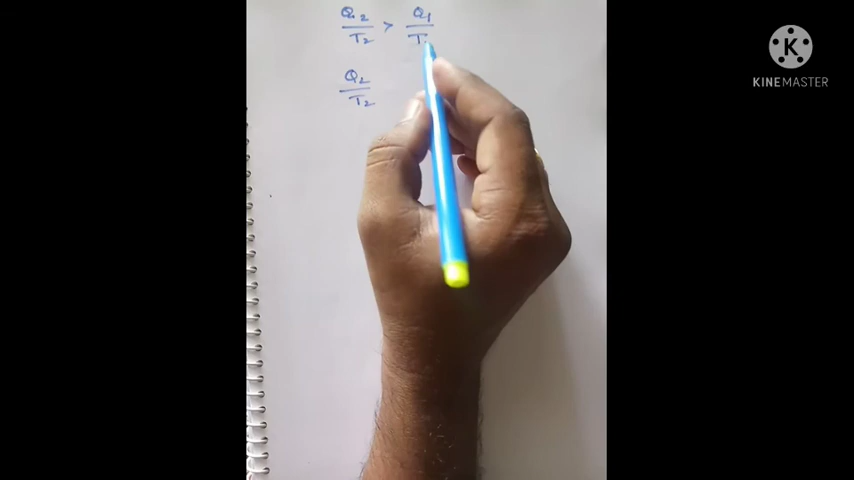 Q₂/T₂ > Q₁/T
Q₂/T₂
K
KINEMASTER